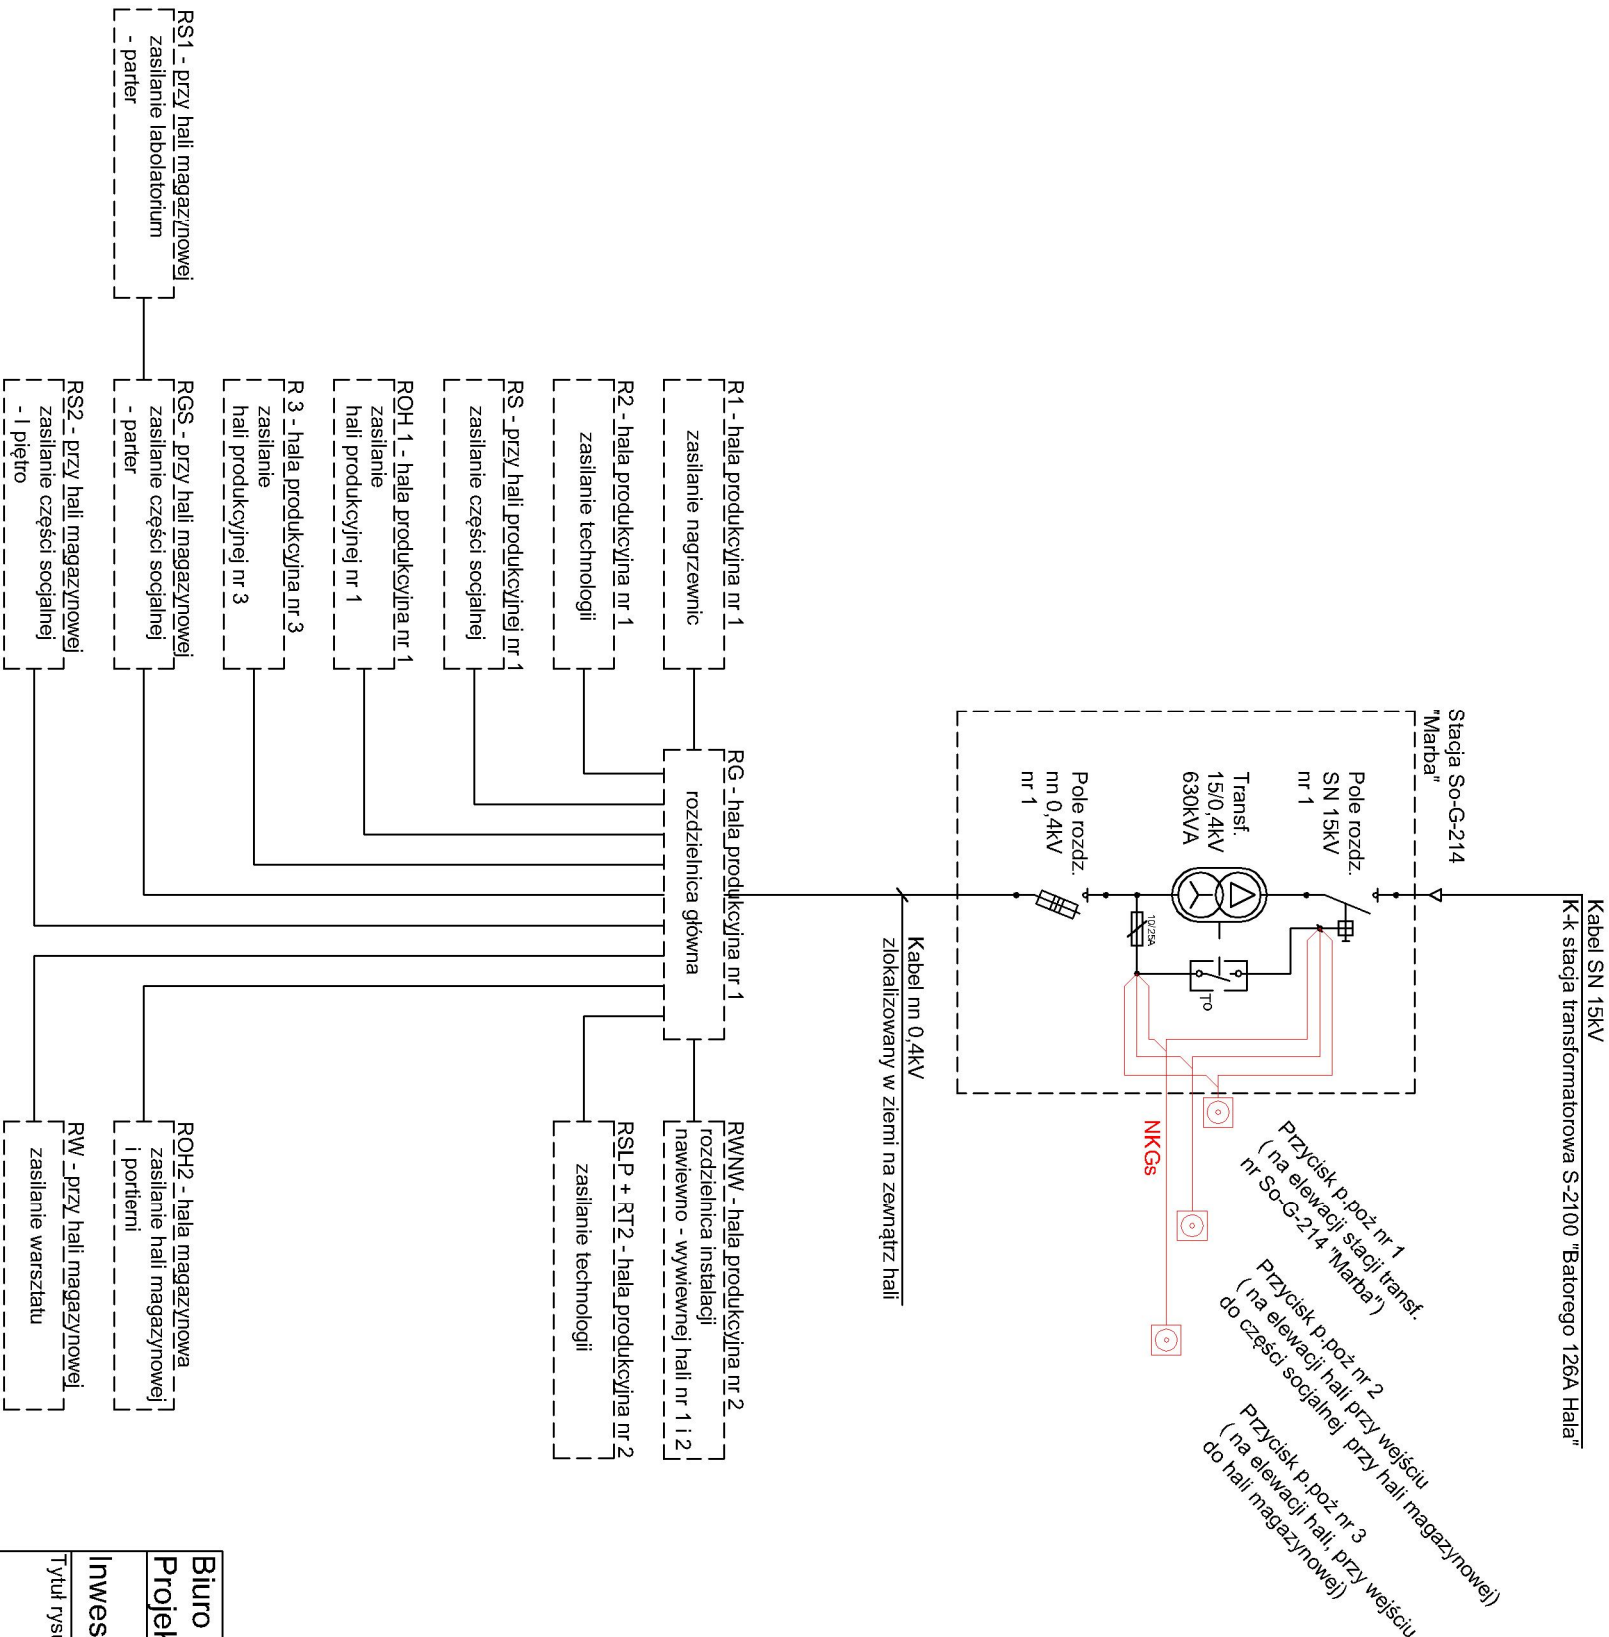 Kabel SN 15kV
K-k stacja transformatorowa S-2100 "Batorego 126A Hala"
Stacja So-G-214
"Marba"
Pole rozdz.
SN 15kV
nr 1
Transf.
15/0,4kV
630kVA
Pole rozdz.
nn 0,4kV
nr 1
10/25A
T0
NKGs
Przycisk p.poż nr 1
( na elewacji stacji transf.
nr So-G-214 "Marba")
Przycisk p.poż nr 2
( na elewacji hali przy wejściu
do części socjalnej przy hali magazynowej)
Przycisk p.poż nr 3
( na elewacji hali, przy wejściu
do hali magazynowej)
Kabel nn 0,4kV
zlokalizowany w ziemi na zewnątrz hali
R1 - hala produkcyjna nr 1
zasilanie nagrzewnic
RG - hala produkcyjna nr 1
rozdzielnica główna
RWNW - hala produkcyjna nr 2
rozdzielnica instalacji
nawiewno - wywiewnej hali nr 1 i 2
R2 - hala produkcyjna nr 1
zasilanie technologii
RSLP + RT2 - hala produkcyjna nr 2
zasilanie technologii
RS - przy hali produkcyjnej nr 1
zasilanie części socjalnej
ROH 1 - hala produkcyjna nr 1
zasilanie
hali produkcyjnej nr 1
R 3 - hala produkcyjna nr 3
zasilanie
hali produkcyjnej nr 3
RS1 - przy hali magazynowej
zasilanie labolatorium
- parter
RGS - przy hali magazynowej
zasilanie części socjalnej
- parter
ROH2 - hala magazynowa
zasilanie hali magazynowej
i portierni
RS2 - przy hali magazynowej
zasilanie części socjalnej
- I piętro
RW - przy hali magazynowej
zasilanie warsztatu
Biuro
Projek
Inwes
Tytuł rysu